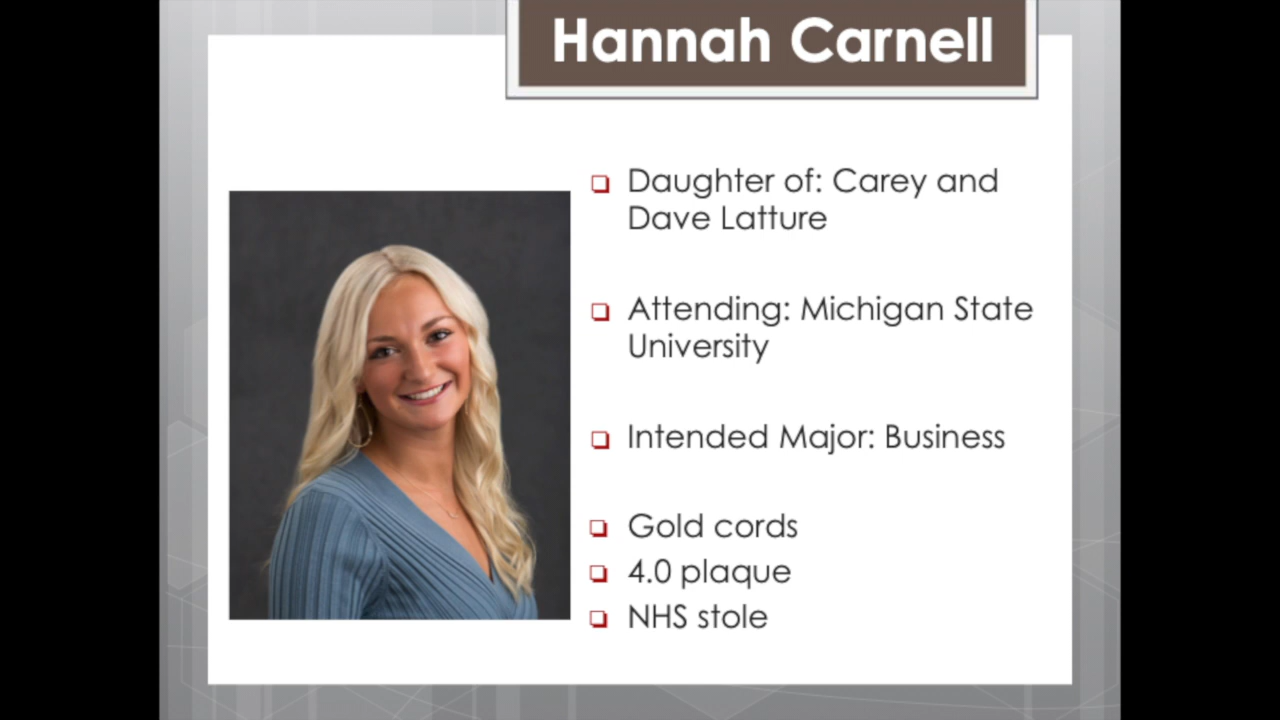 Hannah Carnell
Daughter of: Carey and
Dave Latture
Attending: Michigan State
University
Intended Major: Business
Gold cords
4.0 plaque
NHS stole